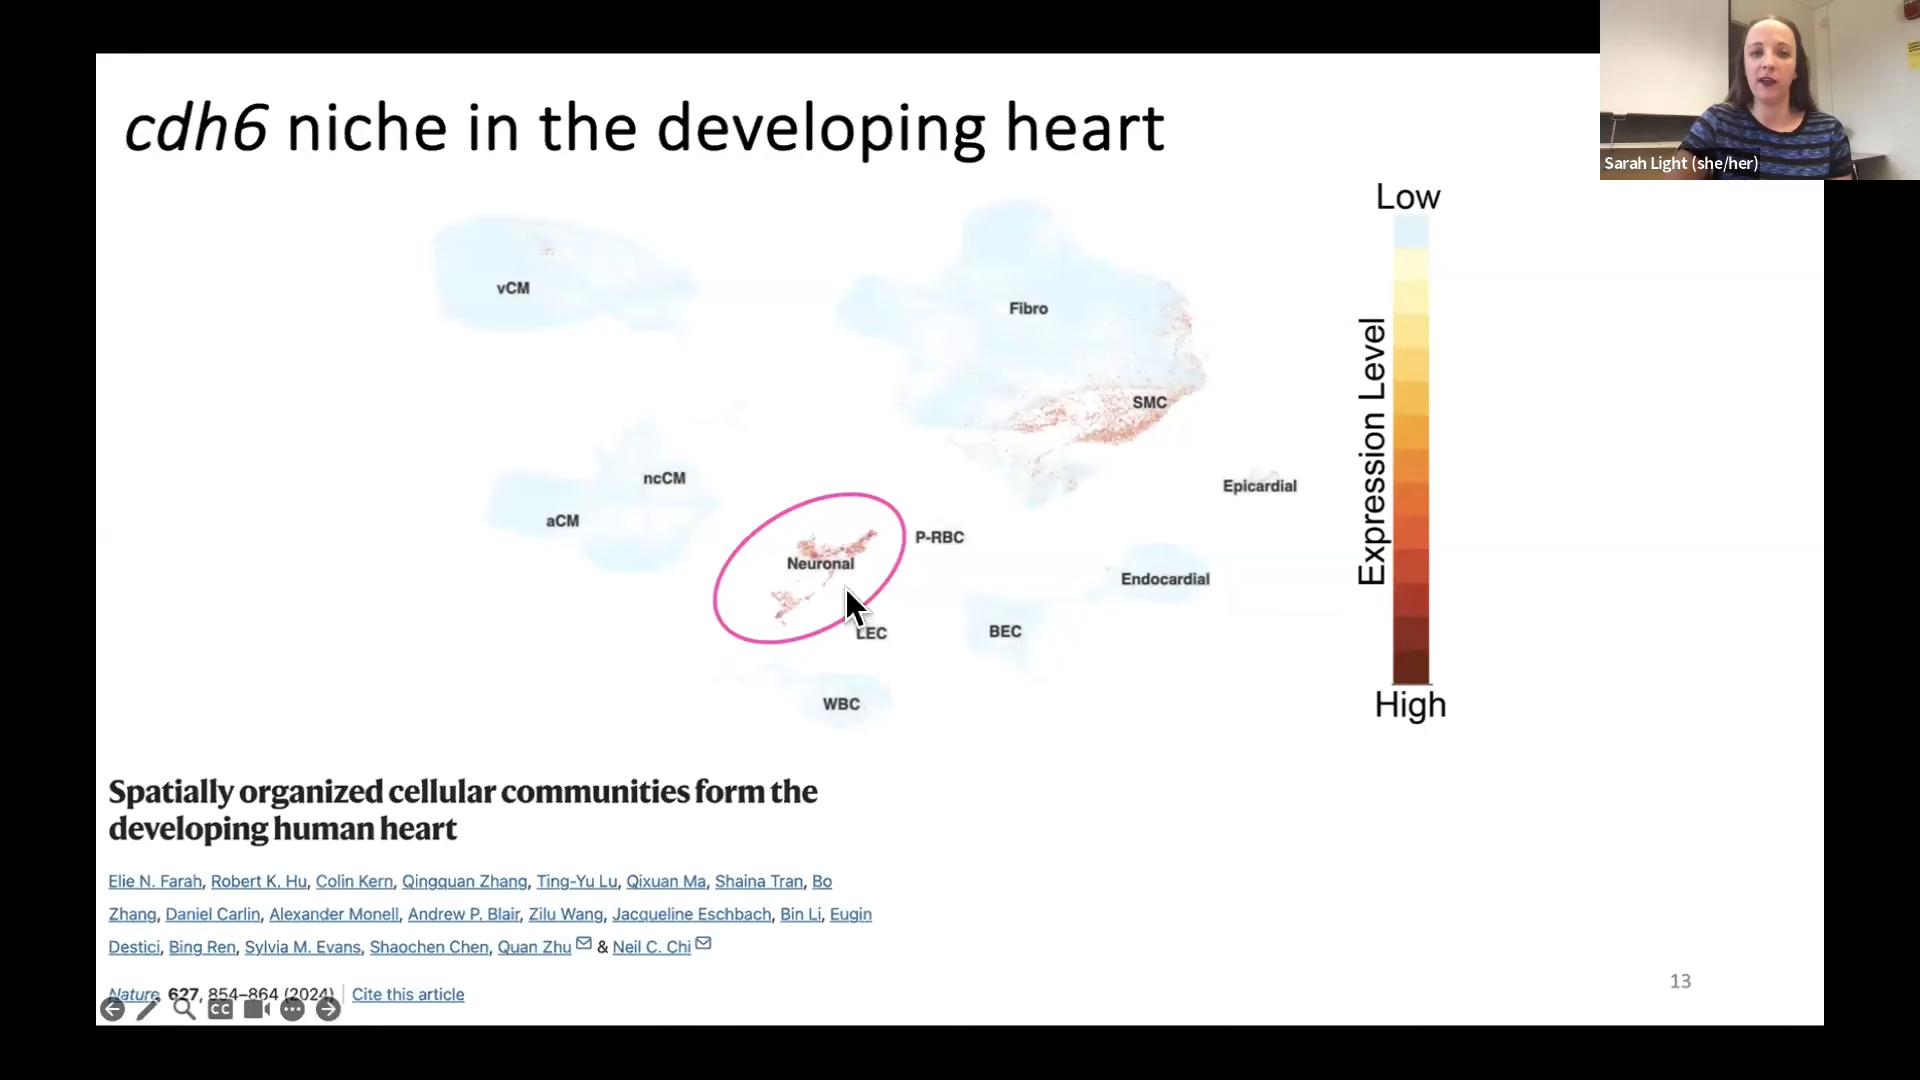 cdh6 niche in the developing heart
Sarah Light (she/her)
Low
vCM
Fibro
SMC
Expression Level
ncCM
Epicardial
aCM
P-RBC
Neuronal
Endocardial
LEC
BEC
WBC
High
Spatially organized cellular communities form the
developing human heart
Elie N. Farah, Robert K. Hu, Colin Kern, Qingquan Zhang, Ting-Yu Lu, Qixuan Ma, Shaina Tran, Bo
Zhang, Daniel Carlin, Alexander Monell, Andrew P. Blair, Zilu Wang, Jacqueline Eschbach, Bin Li, Eugin
Destici, Bing Ren, Sylvia M. Evans, Shaochen Chen, Quan Zhu & Neil C. Chi
Nature 627, 854–864 (2024) Cite this article
13
CC